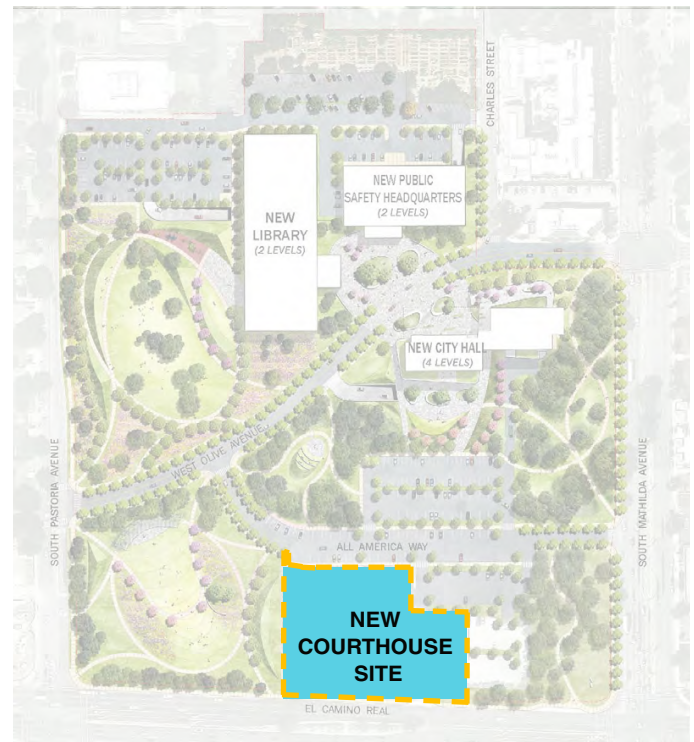 CHARLES STREET
NEW PUBLIC
SAFETY HEADQUARTERS
(2 LEVELS)
NEW
LIBRARY
(2 LEVELS)
NEW CITY HALL
(4 LEVELS)
WEST OLIVE AVENUE
SOUTH PASTORIA AVENUE
SOUTH MATHILDA AVENUE
ALL AMERICA WAY
NEW
COURTHOUSE
SITE
EL CAMINO REAL